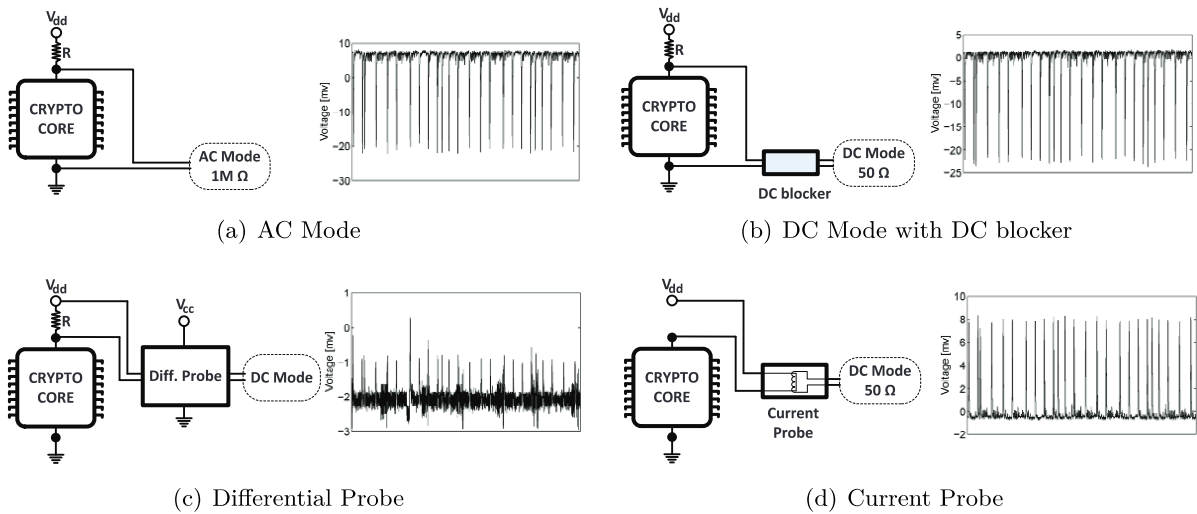 Vdd
R
CRYPTO
CORE
AC Mode
1M Ω
Voltage [mv]
10
0
−10
−20
−30
(a) AC Mode
Vdd
R
CRYPTO
CORE
DC blocker
DC Mode
50 Ω
Voltage [mv]
5
0
−5
−10
−15
−20
−25
(b) DC Mode with DC blocker
Vdd
R
CRYPTO
CORE
Vcc
Diff. Probe
DC Mode
Voltage [mv]
1
0
−1
−2
−3
(c) Differential Probe
Vdd
CRYPTO
CORE
Current
Probe
DC Mode
50 Ω
Voltage [mv]
10
8
6
4
2
0
−2
(d) Current Probe